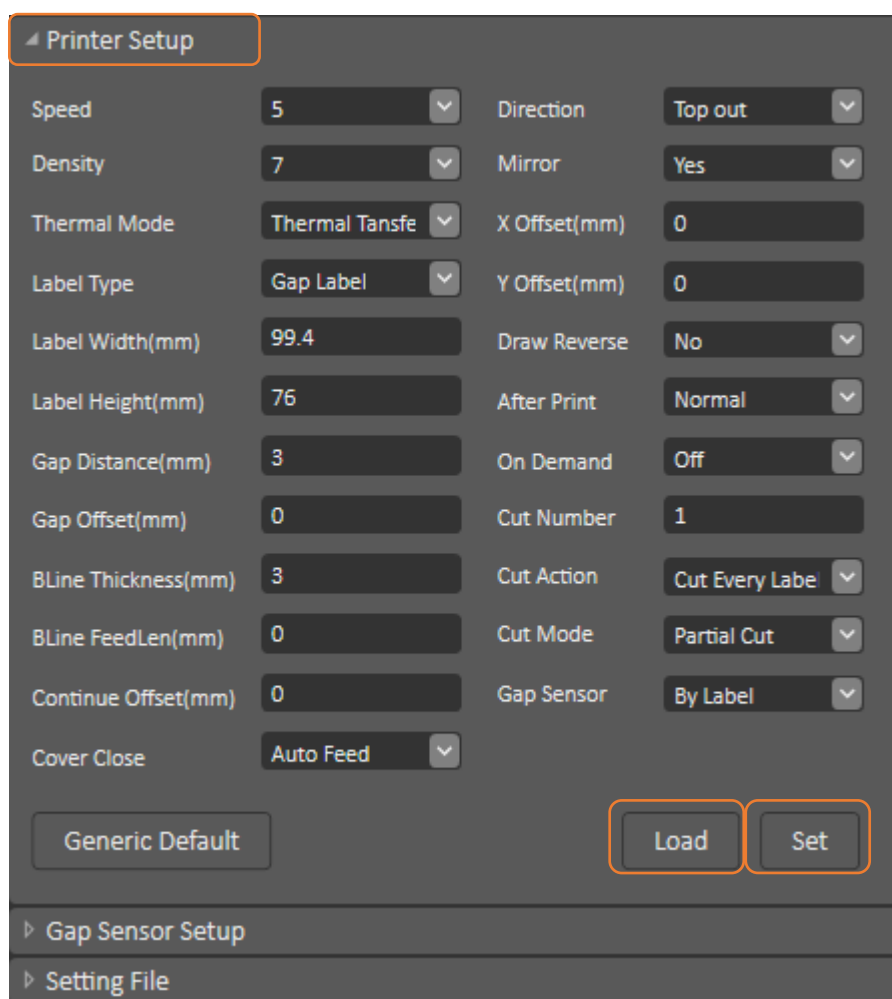 Printer Setup
Speed 5 Direction Top out
Density 7 Mirror Yes
Thermal Mode Thermal Tansfe X Offset(mm) 0
Label Type Gap Label Y Offset(mm) 0
Label Width(mm) 99.4 Draw Reverse No
Label Height(mm) 76 After Print Normal
Gap Distance(mm) 3 On Demand Off
Gap Offset(mm) 0 Cut Number 1
BLine Thickness(mm) 3 Cut Action Cut Every Labe
BLine FeedLen(mm) 0 Cut Mode Partial Cut
Continue Offset(mm) 0 Gap Sensor By Label
Cover Close Auto Feed
Generic Default Load Set
Gap Sensor Setup
Setting File